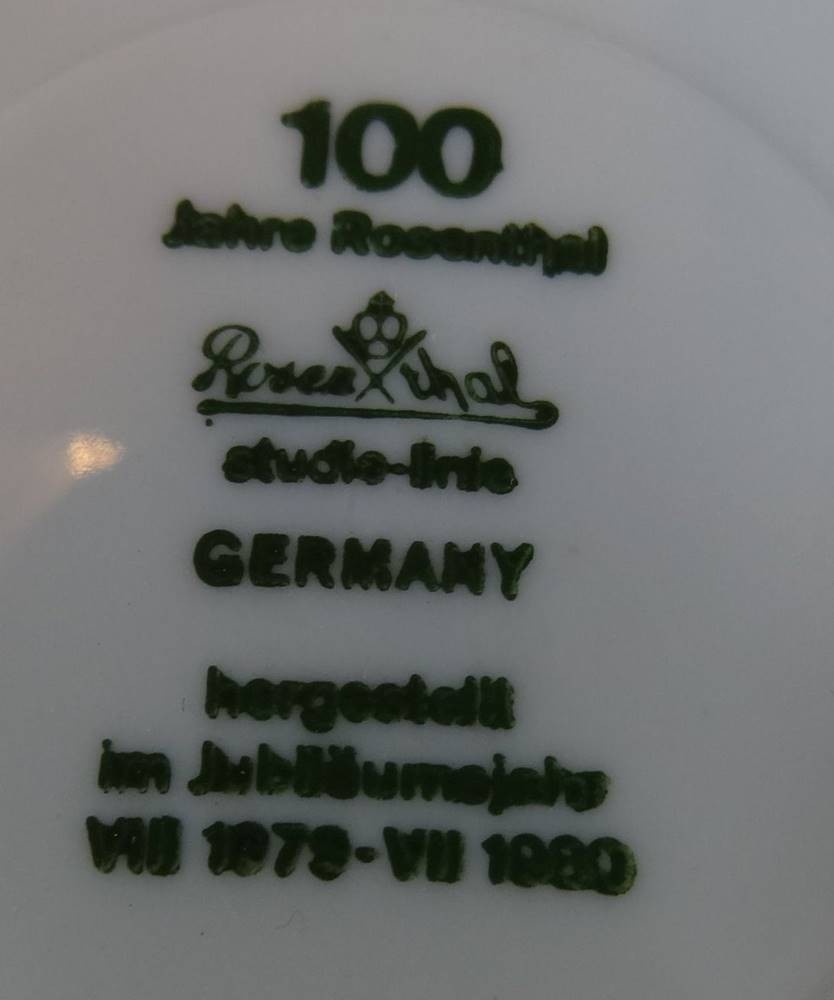 100
Jahre Rosenthal
Rosenthal
studio-linie
GERMANY
hergestellt
im Jubiläumsjahr
VIII 1979-VII 1980